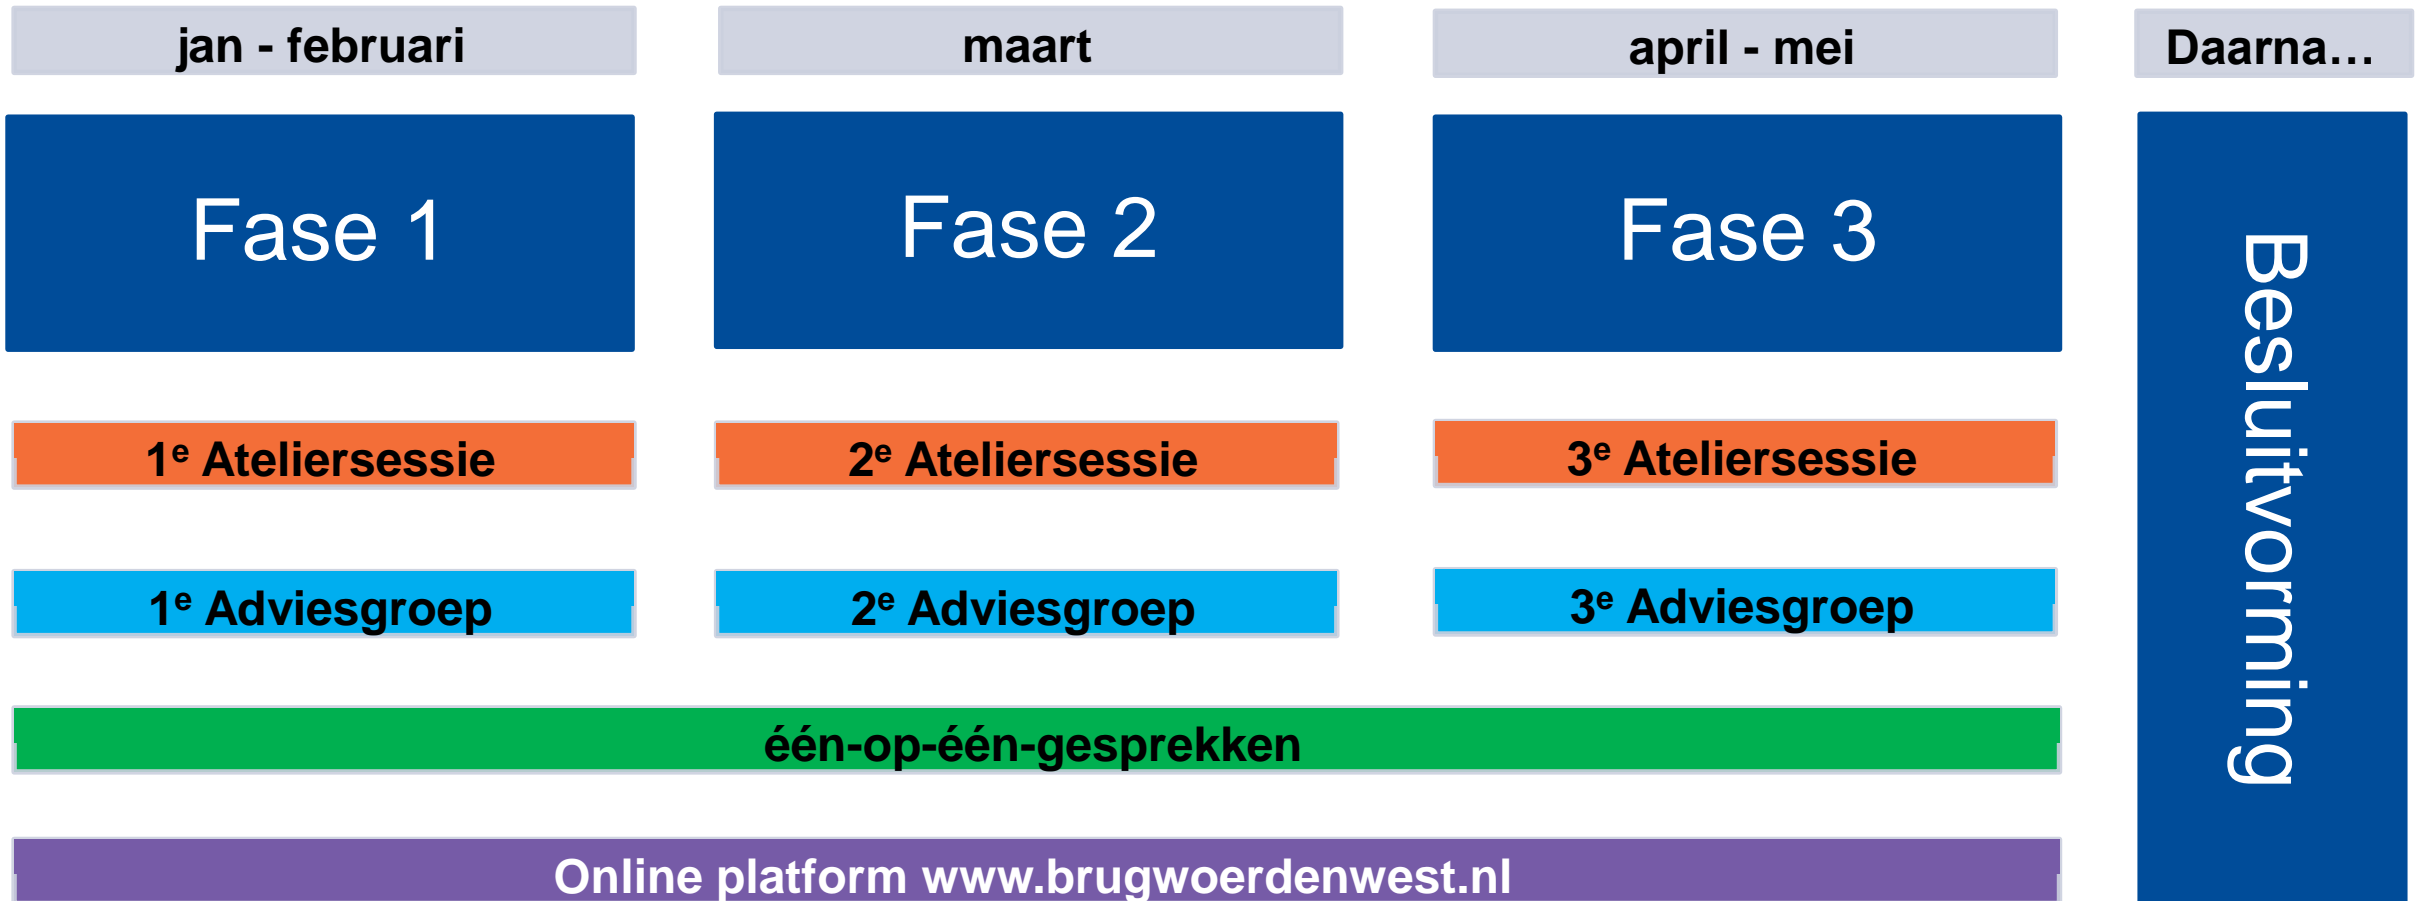 jan - februari
maart
april - mei
Daarna…
Fase 1
Fase 2
Fase 3
Besluitvorming
1e Ateliersessie
2e Ateliersessie
3e Ateliersessie
1e Adviesgroep
2e Adviesgroep
3e Adviesgroep
één-op-één-gesprekken
Online platform www.brugwoerdenwest.nl